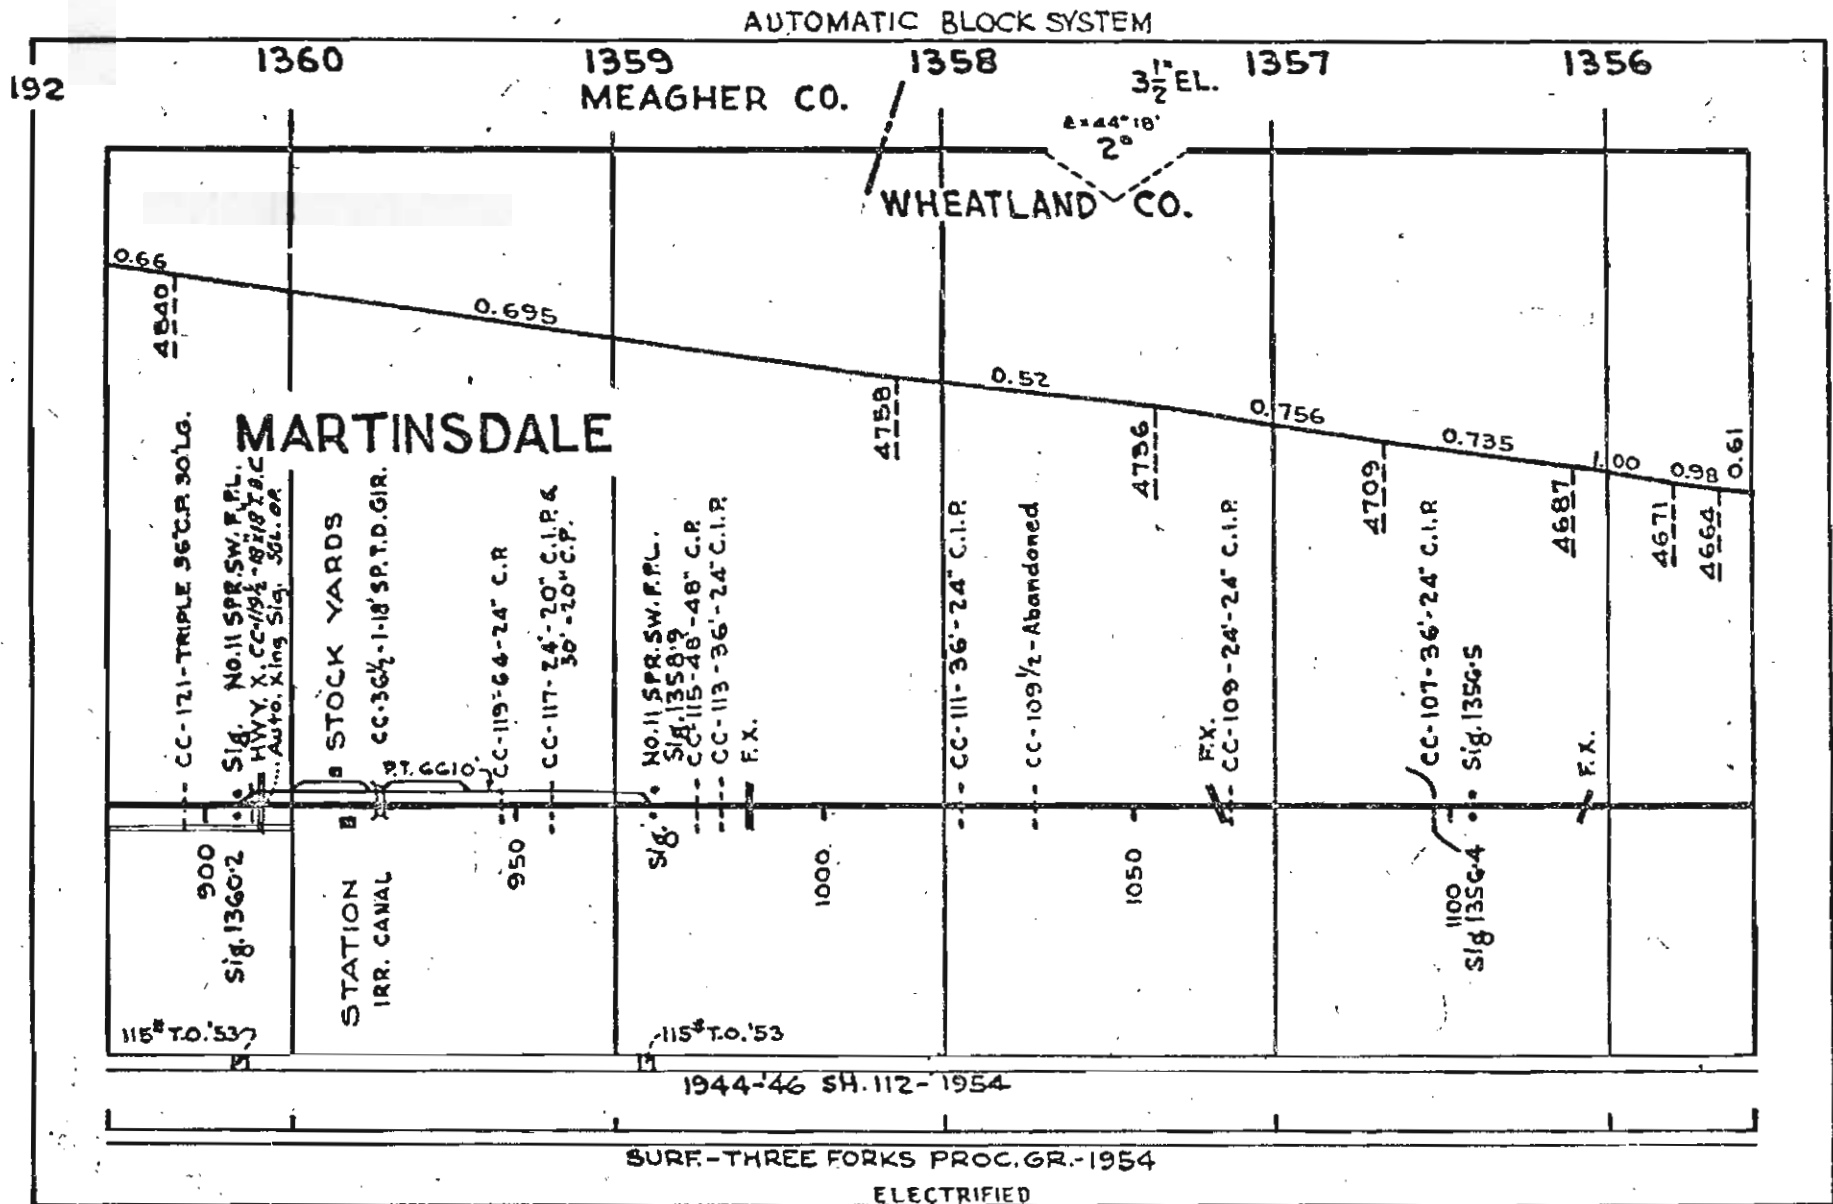 AUTOMATIC BLOCK SYSTEM
192
1360 1359 1358 1357 1356
MEAGHER CO.
3½" EL.
∆=44°18'
2°
WHEATLAND CO.
0.66
0.695
0.52
0.756
0.735
1.00
0.98
0.61
4840
4758
4736
4709
4687
4671
4664
MARTINSDALE
CC-121-TRIPLE 36" C.P. 30' LG.
Sig. NO.11 SPR.SW.F.P.L.
HWY. X. CC-119½-18"x18' T.B.C
Auto. Xing Sig.
STOCK YARDS
CC-36½-1-18' SP.T.D.GIR.
P.T. 6610'
CC-119-64-24" C.P.
CC-117-24'-20" C.I.P. &
30'-20" C.P.
NO.11 SPR.SW.F.P.L.
Sig.1358.9
CC-115-48'-48" C.P.
CC-113-36'-24" C.I.P.
F.X.
CC-111-36'-24" C.I.P.
CC-109½-Abandoned
F.X.
CC-109-24'-24" C.I.P.
CC-107-36'-24" C.I.P.
Sig.1356.5
F.X.
900
Sig.1360.2
STATION
IRR. CANAL
950
Sig.
1000
1050
1100
Sig.1356.4
115# T.O.'53
115# T.O.'53
1944-'46 SH.112-1954
SURF.-THREE FORKS PROC.GR.-1954
ELECTRIFIED